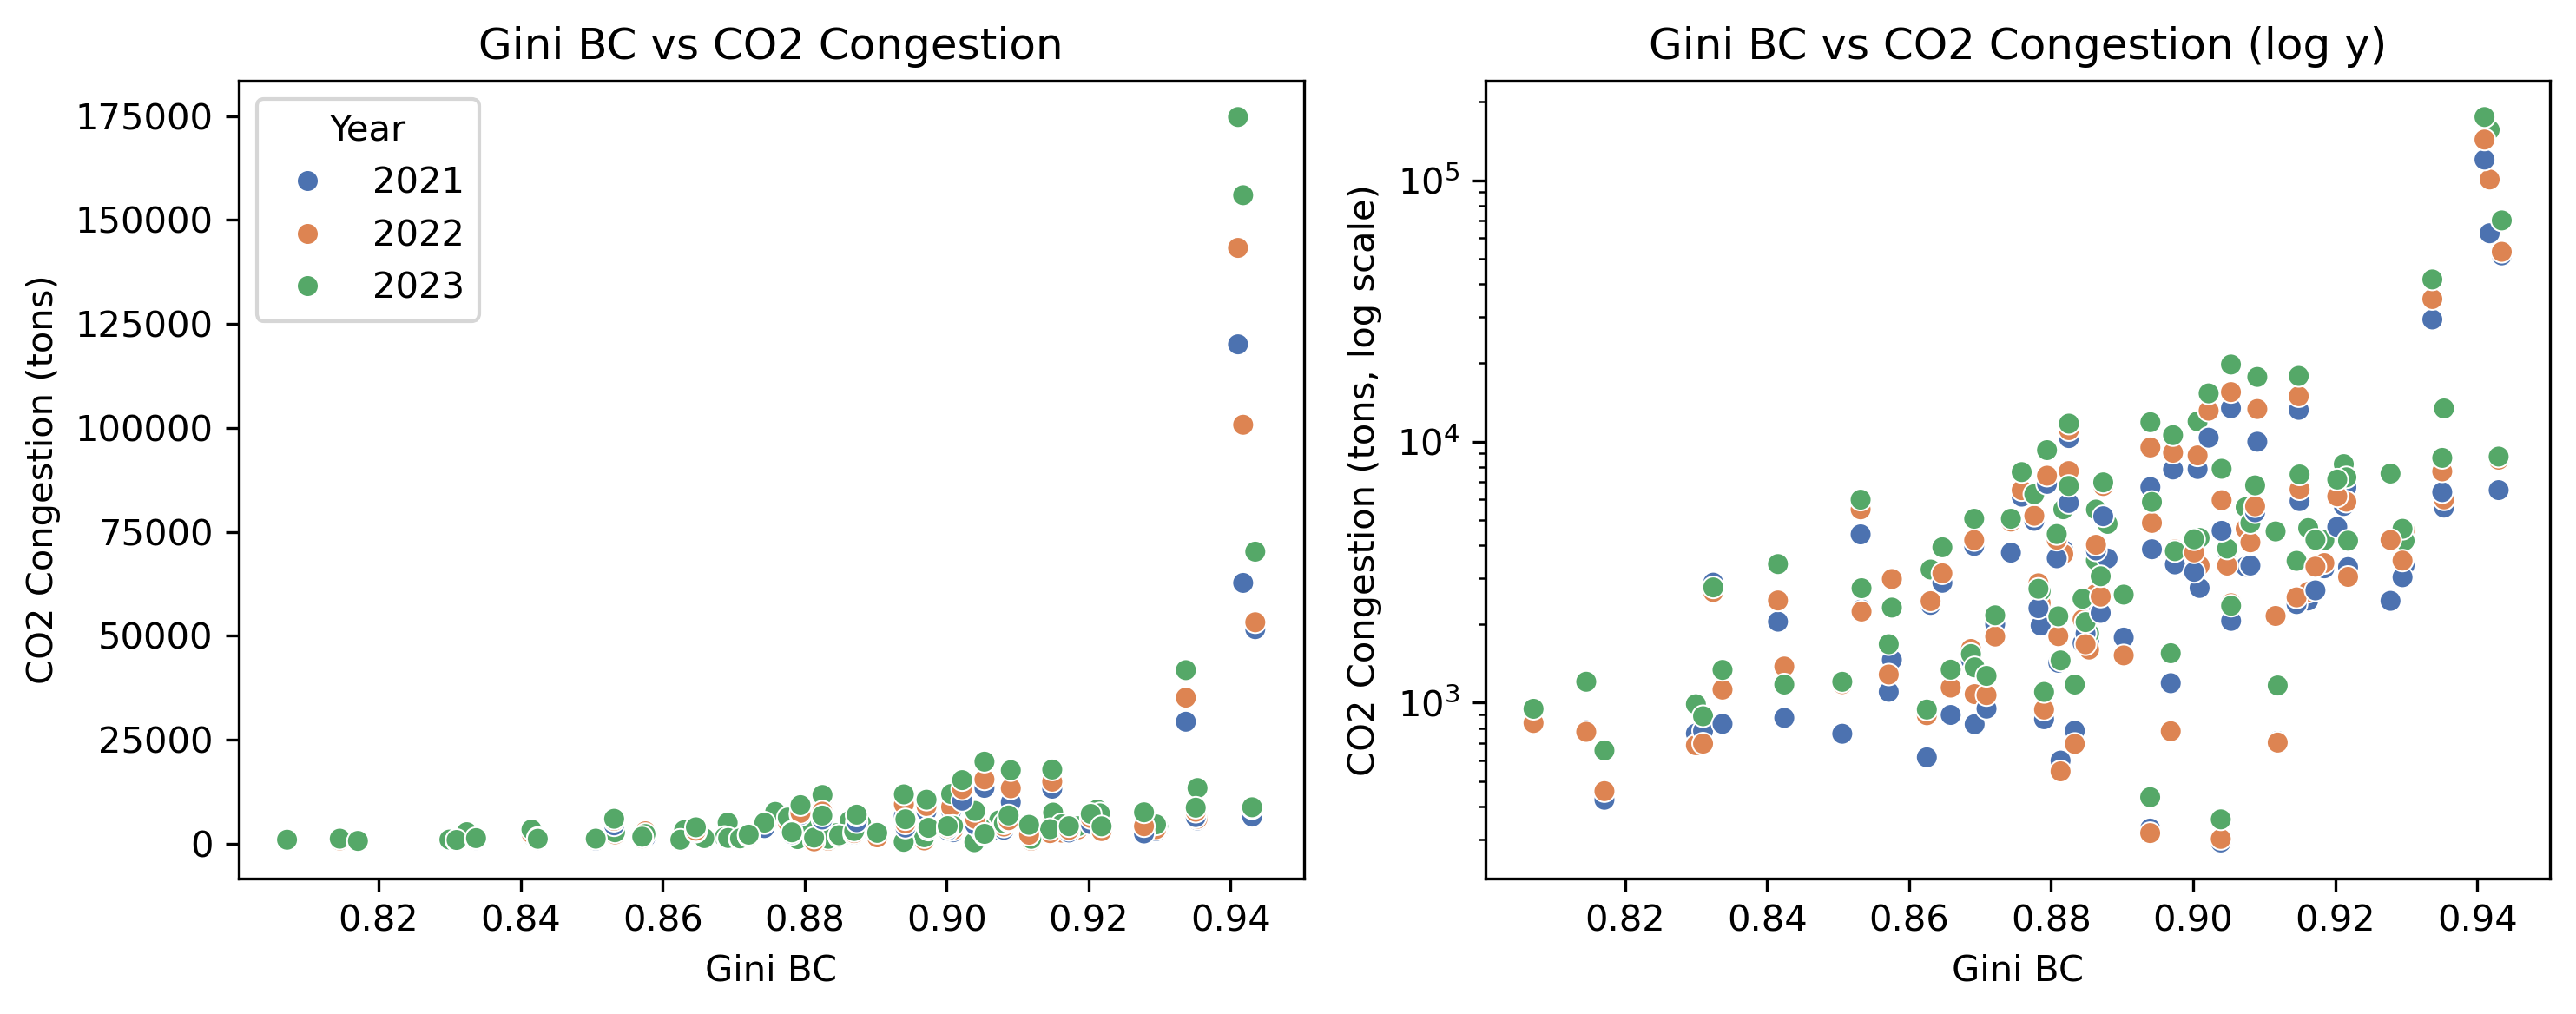 Gini BC vs CO2 Congestion
175000
150000
125000
100000
75000
50000
25000
0
CO2 Congestion (tons)
Year
2021
2022
2023
0.82 0.84 0.86 0.88 0.90 0.92 0.94
Gini BC
Gini BC vs CO2 Congestion (log y)
10⁵
10⁴
10³
CO2 Congestion (tons, log scale)
0.82 0.84 0.86 0.88 0.90 0.92 0.94
Gini BC